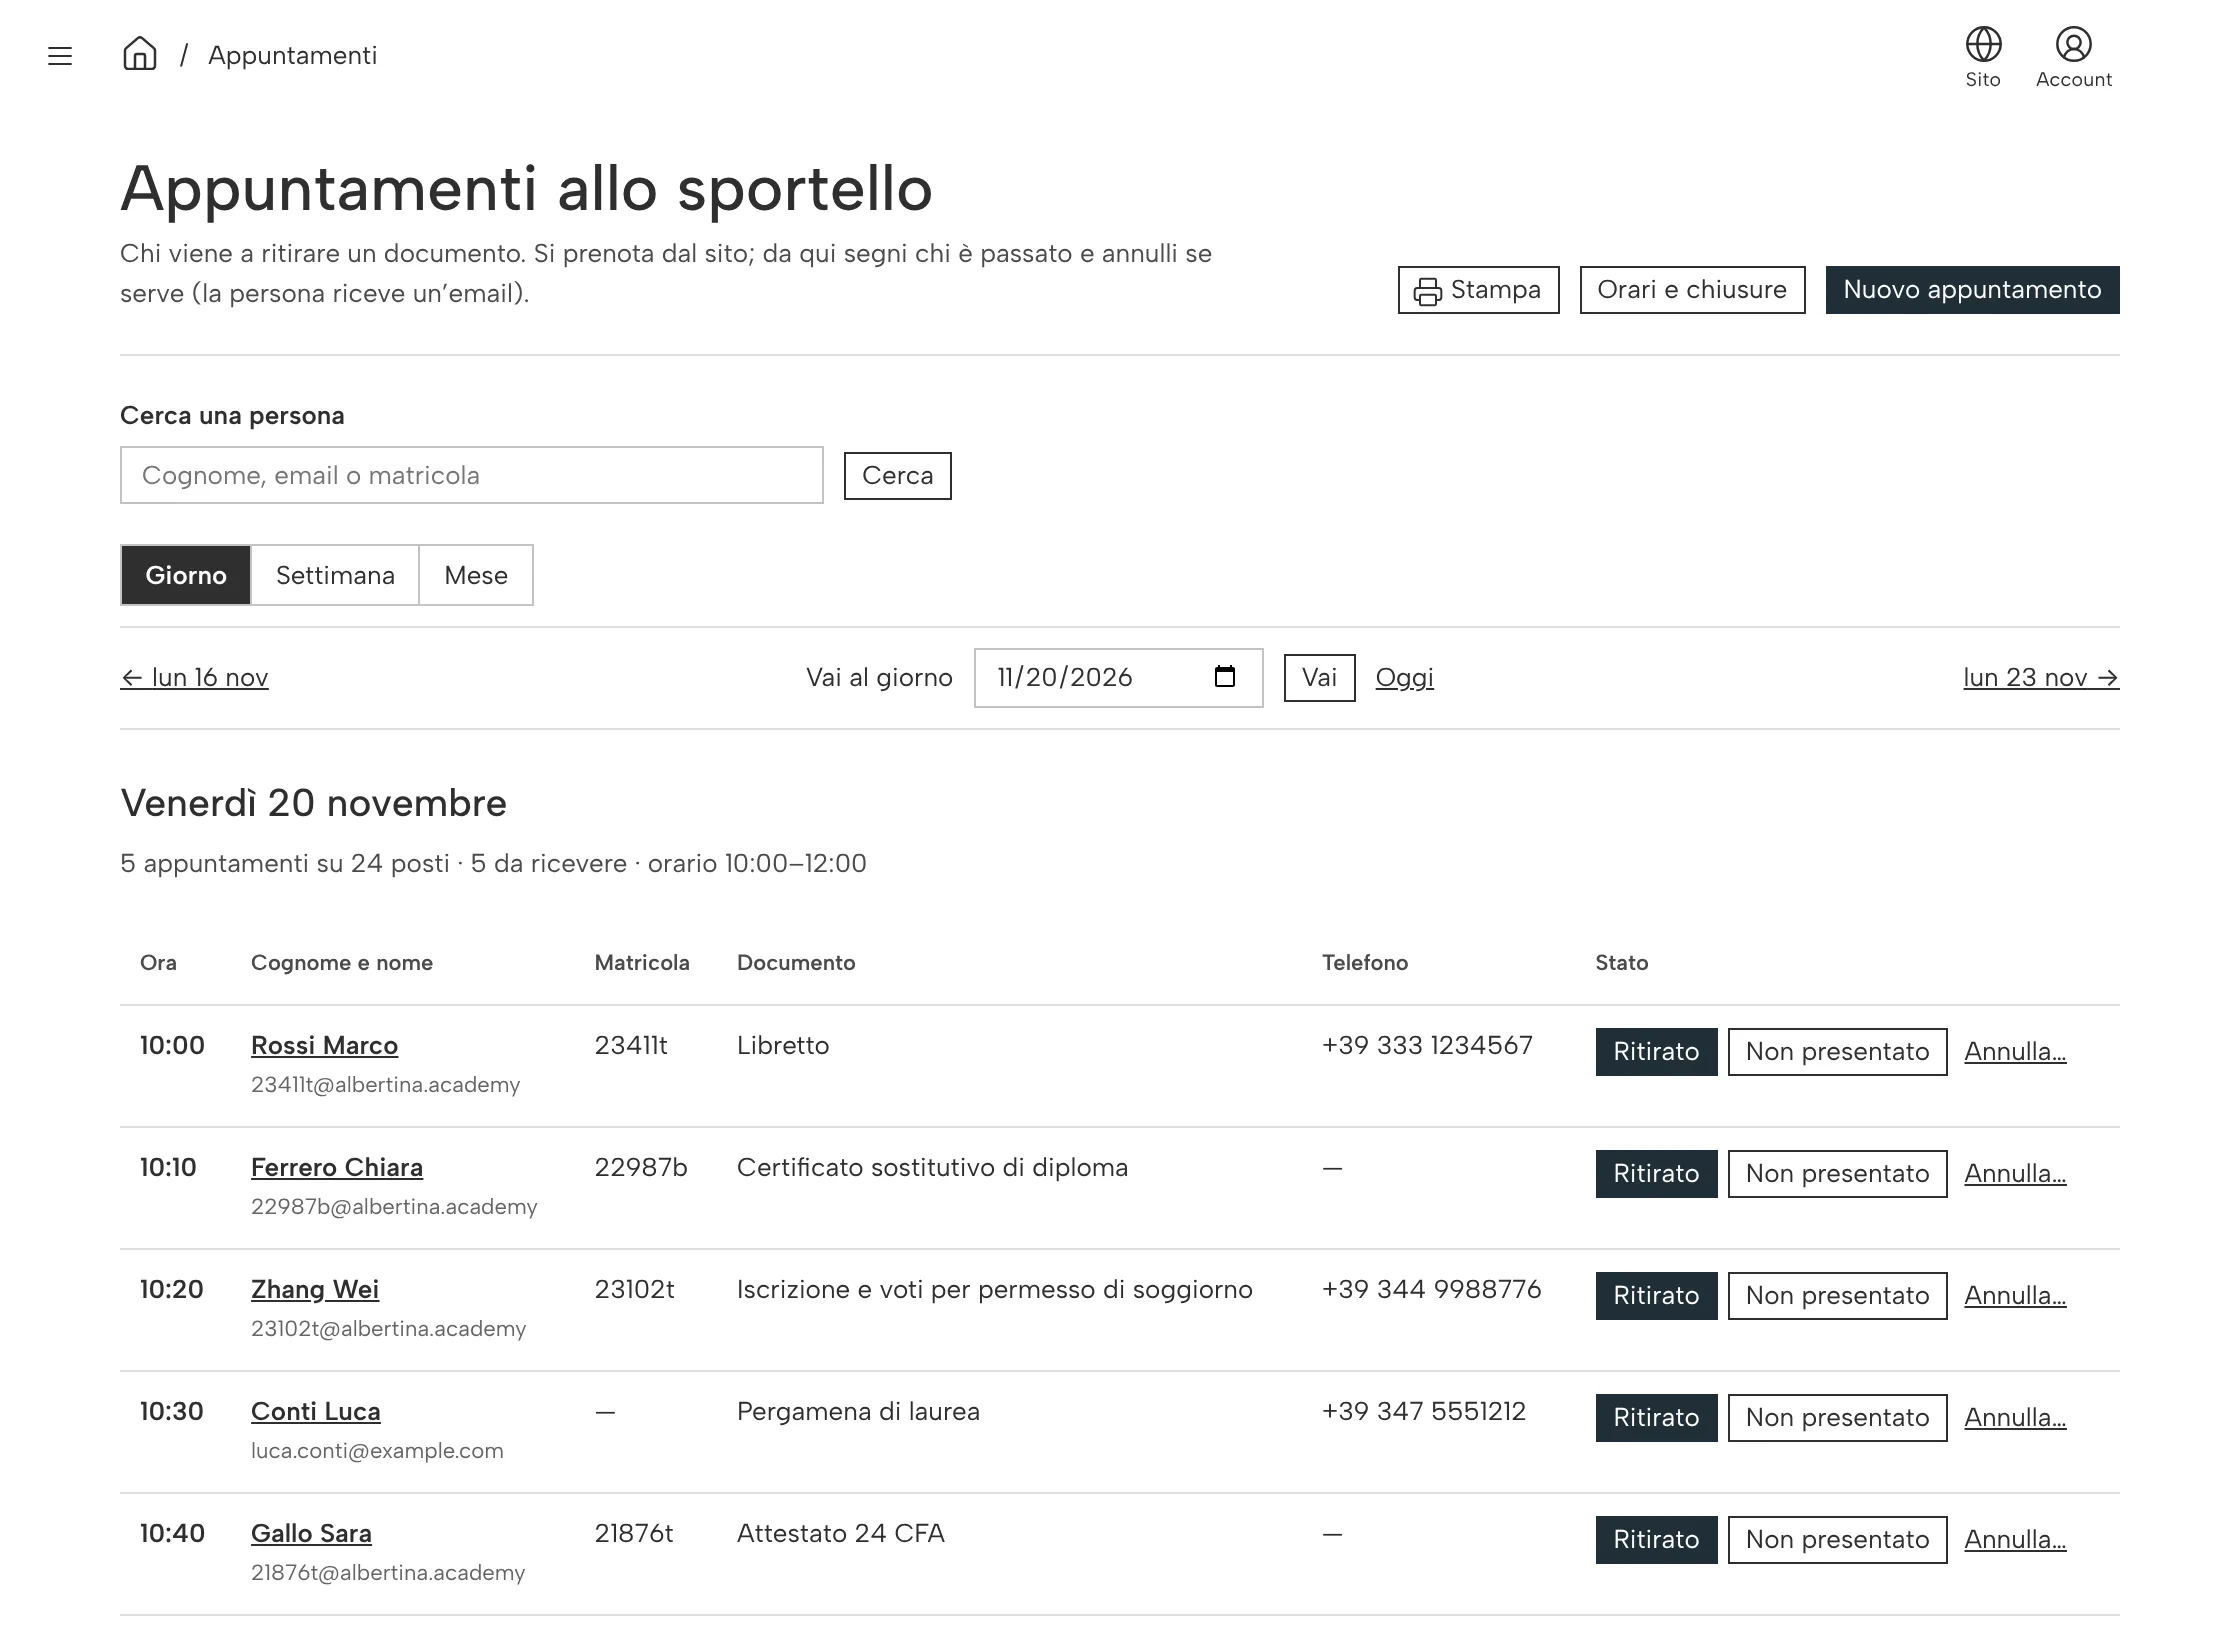 / Appuntamenti
Sito
Account
Appuntamenti allo sportello
Chi viene a ritirare un documento. Si prenota dal sito; da qui segni chi è passato e annulli se
serve (la persona riceve un’email).
Stampa
Orari e chiusure
Nuovo appuntamento
Cerca una persona
Cognome, email o matricola
Cerca
Giorno
Settimana
Mese
← lun 16 nov
Vai al giorno
11/20/2026
Vai
Oggi
lun 23 nov →
Venerdì 20 novembre
5 appuntamenti su 24 posti · 5 da ricevere · orario 10:00–12:00
Ora Cognome e nome Matricola Documento Telefono Stato
10:00 Rossi Marco 23411t Libretto +39 333 1234567 Ritirato Non presentato Annulla…
23411t@albertina.academy
10:10 Ferrero Chiara 22987b Certificato sostitutivo di diploma — Ritirato Non presentato Annulla…
22987b@albertina.academy
10:20 Zhang Wei 23102t Iscrizione e voti per permesso di soggiorno +39 344 9988776 Ritirato Non presentato Annulla…
23102t@albertina.academy
10:30 Conti Luca — Pergamena di laurea +39 347 5551212 Ritirato Non presentato Annulla…
luca.conti@example.com
10:40 Gallo Sara 21876t Attestato 24 CFA — Ritirato Non presentato Annulla…
21876t@albertina.academy